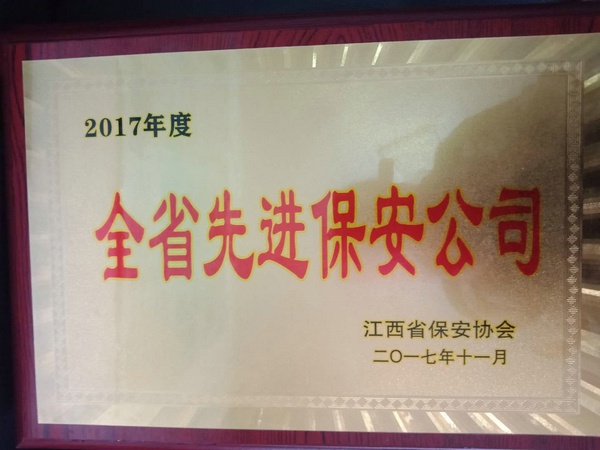 2017年度
全省先进保安公司
江西省保安协会
二〇一七年十一月